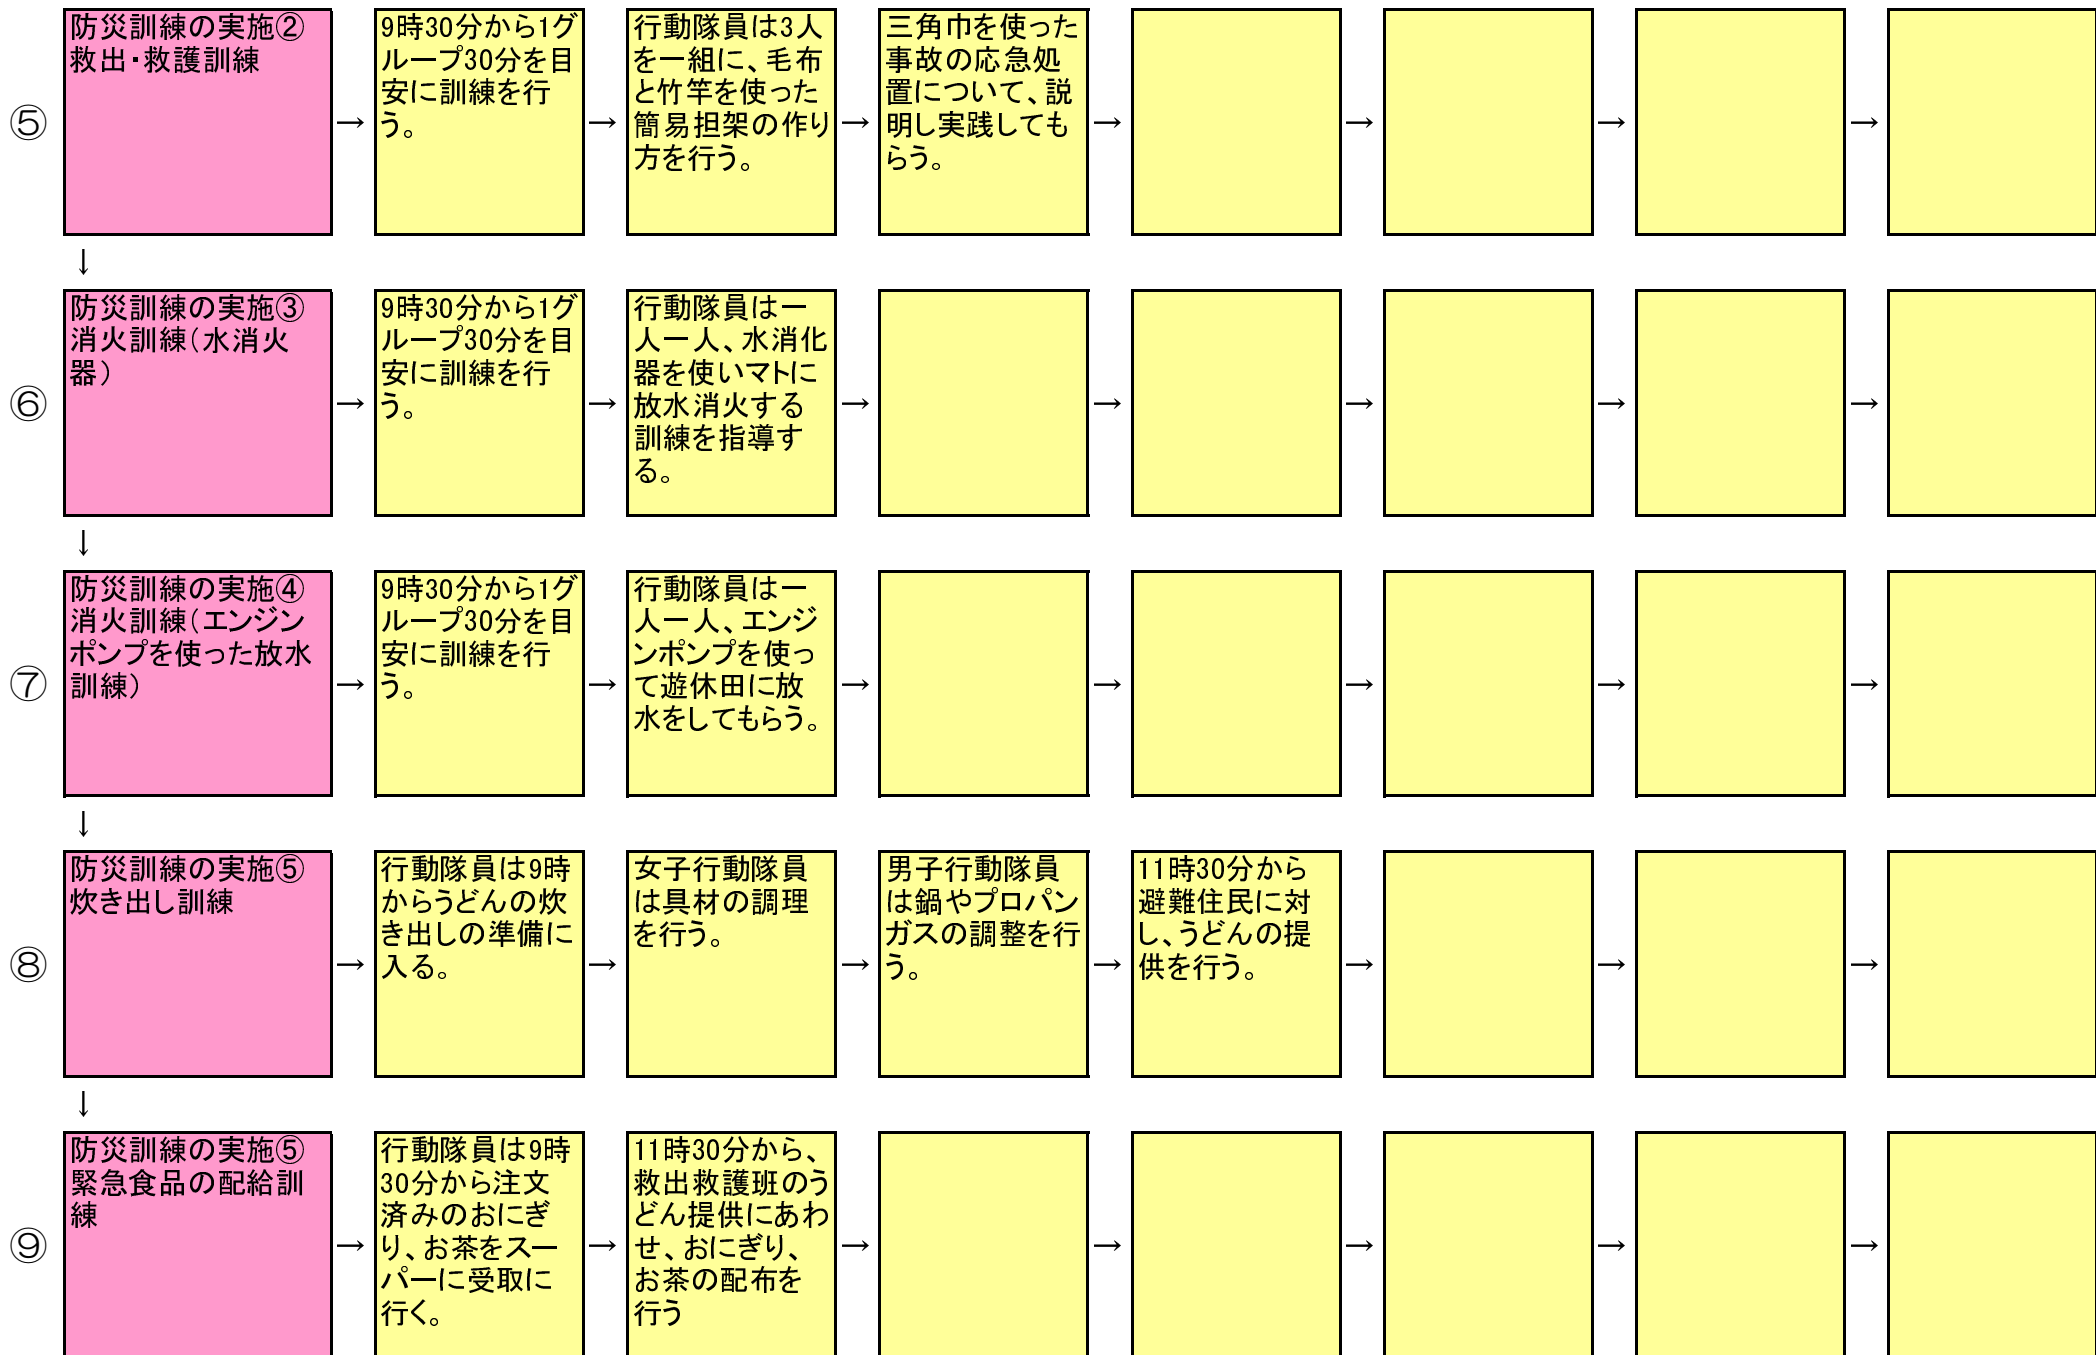 ⑤
防災訓練の実施②
救出・救護訓練
→
9時30分から1グ
ループ30分を目
安に訓練を行
う。
→
行動隊員は3人
を一組に、毛布
と竹竿を使った
簡易担架の作り
方を行う。
→
三角巾を使った
事故の応急処
置について、説
明し実践しても
らう。
→
→
→
→
↓
⑥
防災訓練の実施③
消火訓練(水消火
器)
→
9時30分から1グ
ループ30分を目
安に訓練を行
う。
→
行動隊員は一
人一人、水消化
器を使いマトに
放水消火する
訓練を指導す
る。
→
→
→
→
→
↓
⑦
防災訓練の実施④
消火訓練(エンジン
ポンプを使った放水
訓練)
→
9時30分から1グ
ループ30分を目
安に訓練を行
う。
→
行動隊員は一
人一人、エンジ
ンポンプを使っ
て遊休田に放
水をしてもらう。
→
→
→
→
→
↓
⑧
防災訓練の実施⑤
炊き出し訓練
→
行動隊員は9時
からうどんの炊
き出しの準備に
入る。
→
女子行動隊員
は具材の調理
を行う。
→
男子行動隊員
は鍋やプロパン
ガスの調整を行
う。
→
11時30分から
避難住民に対
し、うどんの提
供を行う。
→
→
→
↓
⑨
防災訓練の実施⑤
緊急食品の配給訓
練
→
行動隊員は9時
30分から注文
済みのおにぎ
り、お茶をスー
パーに受取に
行く。
→
11時30分から、
救出救護班のう
どん提供にあわ
せ、おにぎり、
お茶の配布を
行う
→
→
→
→
→